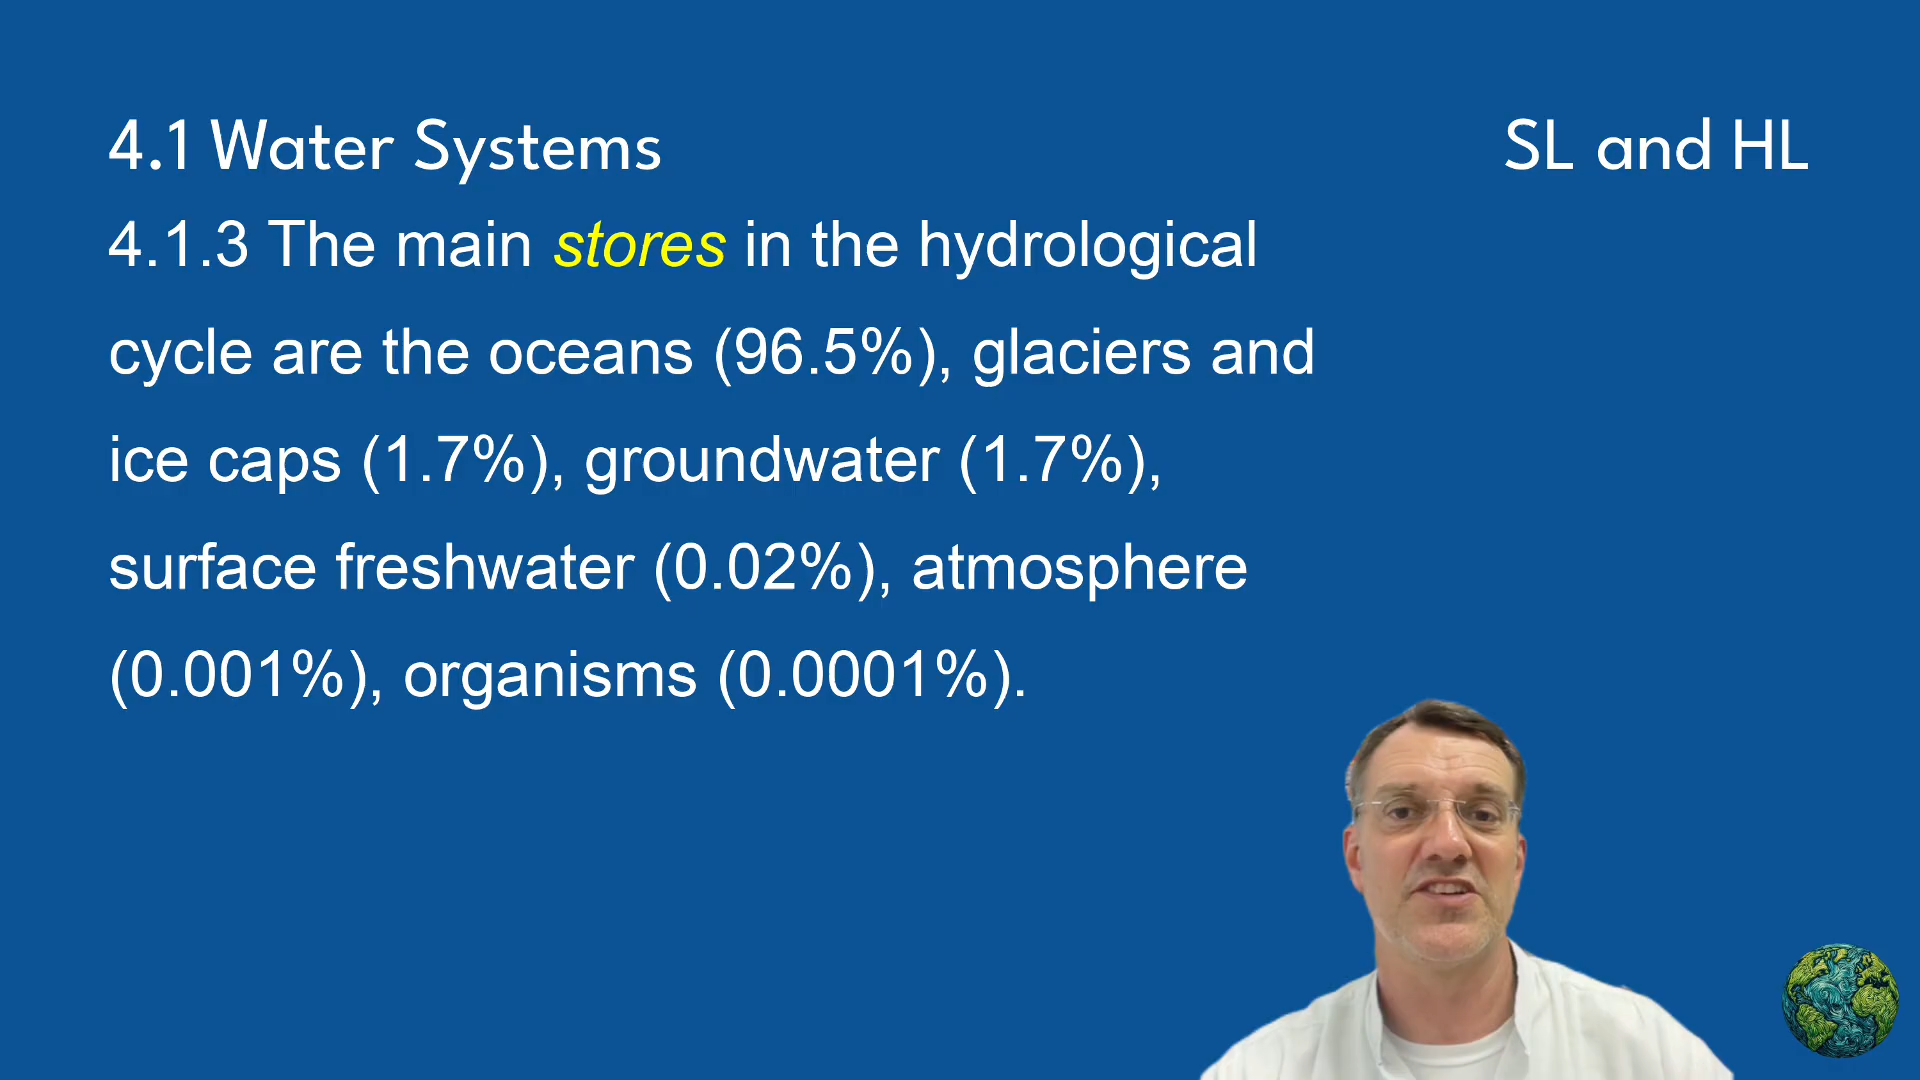 4.1 Water Systems
SL and HL
4.1.3 The main stores in the hydrological
cycle are the oceans (96.5%), glaciers and
ice caps (1.7%), groundwater (1.7%),
surface freshwater (0.02%), atmosphere
(0.001%), organisms (0.0001%).